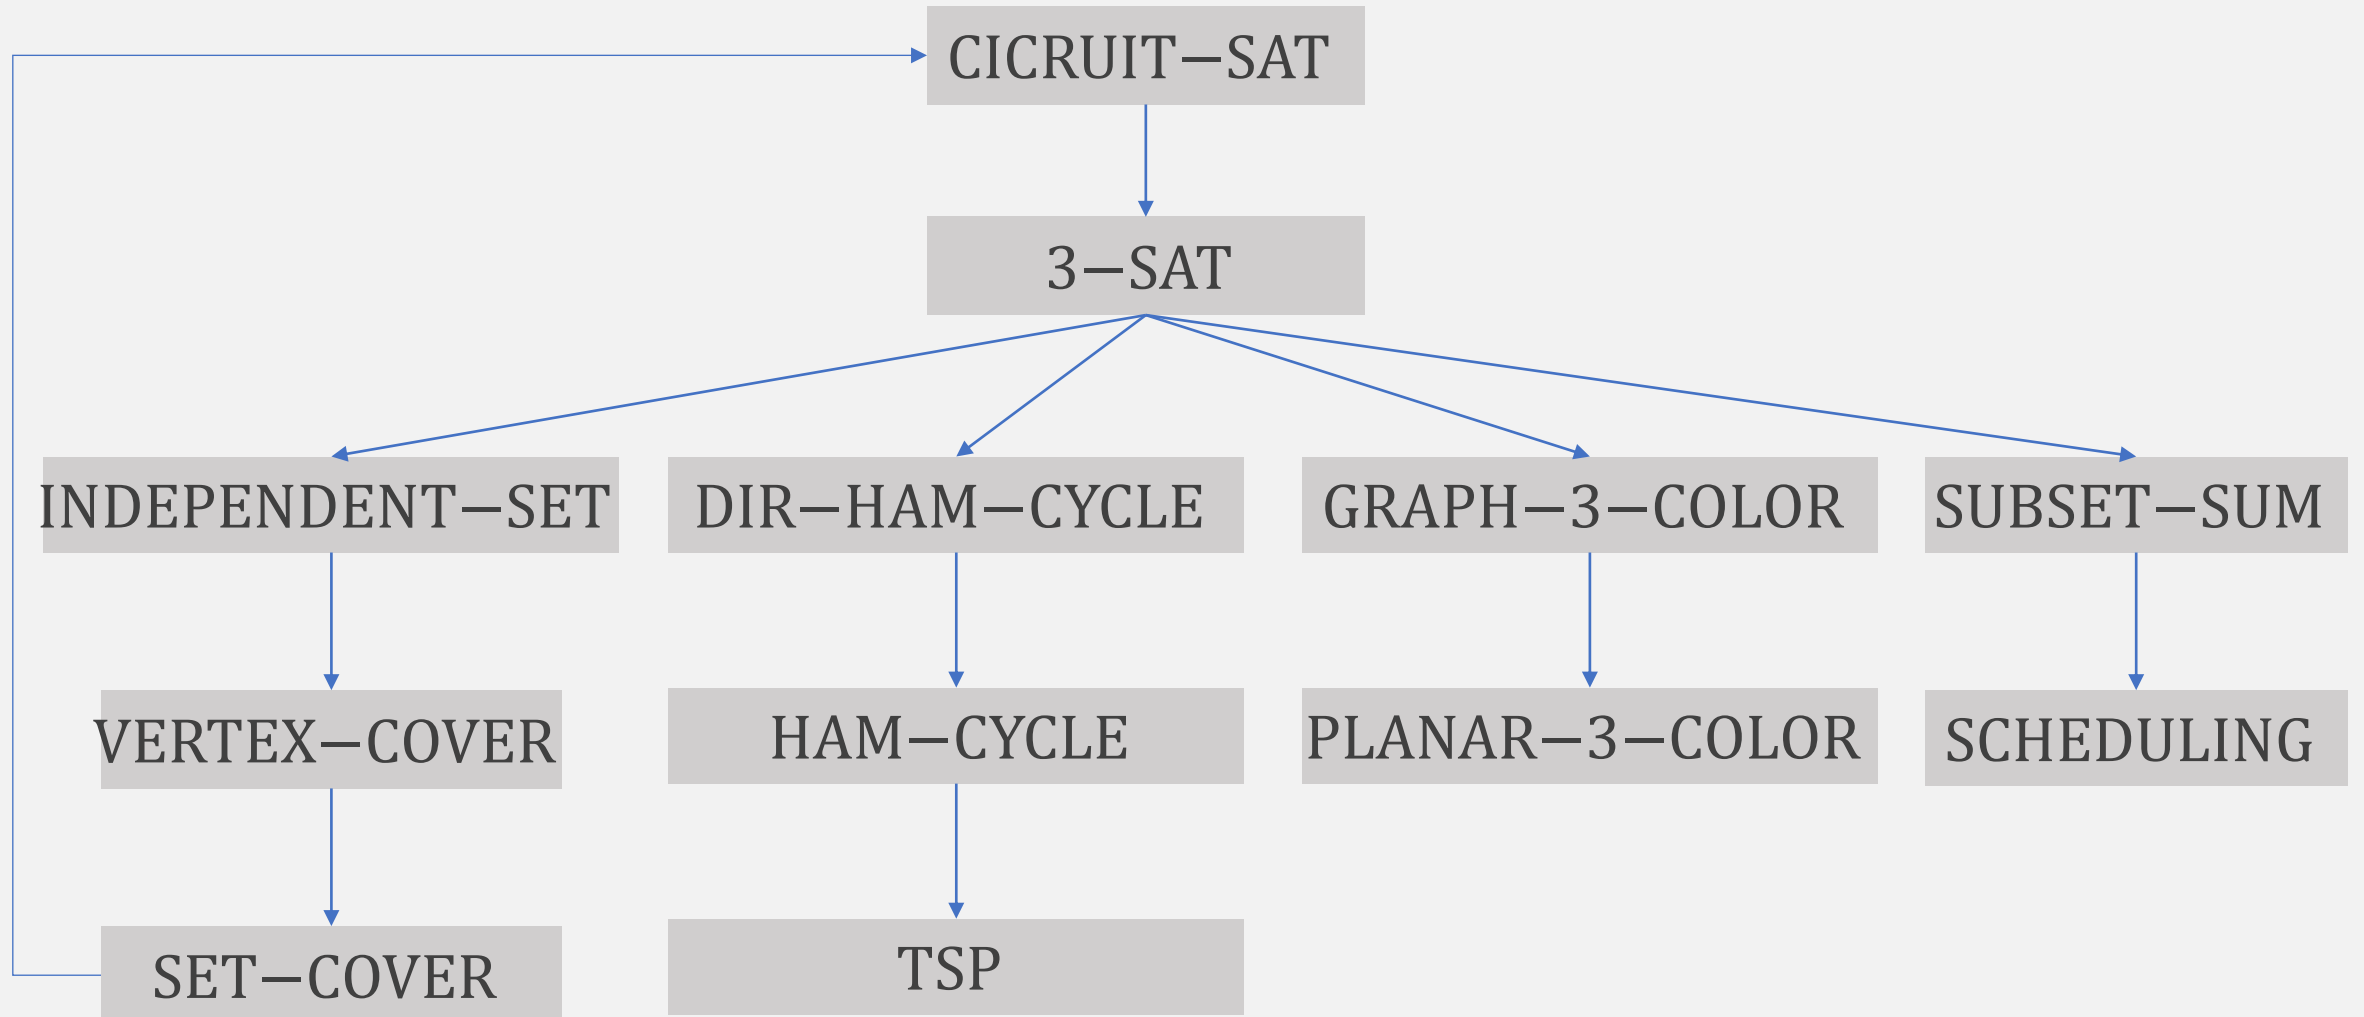 CICRUIT—SAT
3—SAT
INDEPENDENT—SET
DIR—HAM—CYCLE
GRAPH—3—COLOR
SUBSET—SUM
VERTEX—COVER
HAM—CYCLE
PLANAR—3—COLOR
SCHEDULING
SET—COVER
TSP